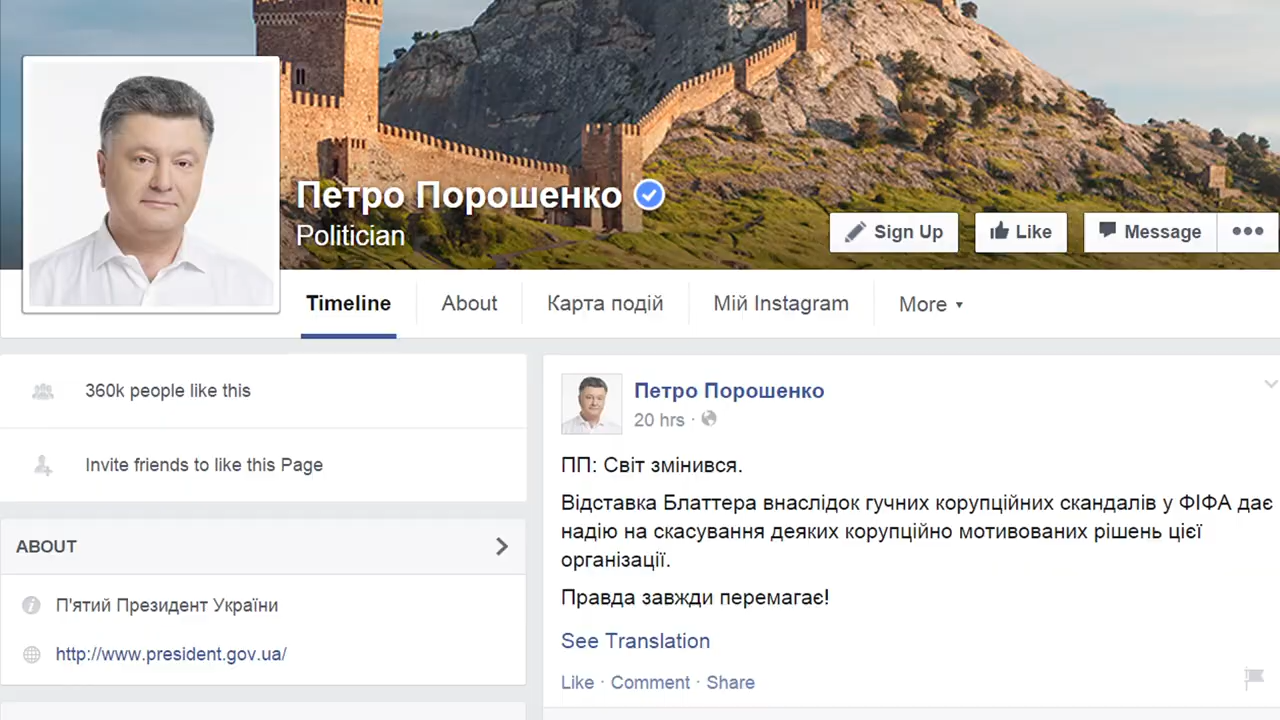 Петро Порошенко
Politician
Sign Up
Like
Message
Timeline
About
Карта подій
Мій Instagram
More
360k people like this
Invite friends to like this Page
ABOUT
П'ятий Президент України
http://www.president.gov.ua/
Петро Порошенко
20 hrs ·
ПП: Світ змінився.
Відставка Блаттера внаслідок гучних корупційних скандалів у ФІФА дає
надію на скасування деяких корупційно мотивованих рішень цієї
організації.
Правда завжди перемагає!
See Translation
Like · Comment · Share